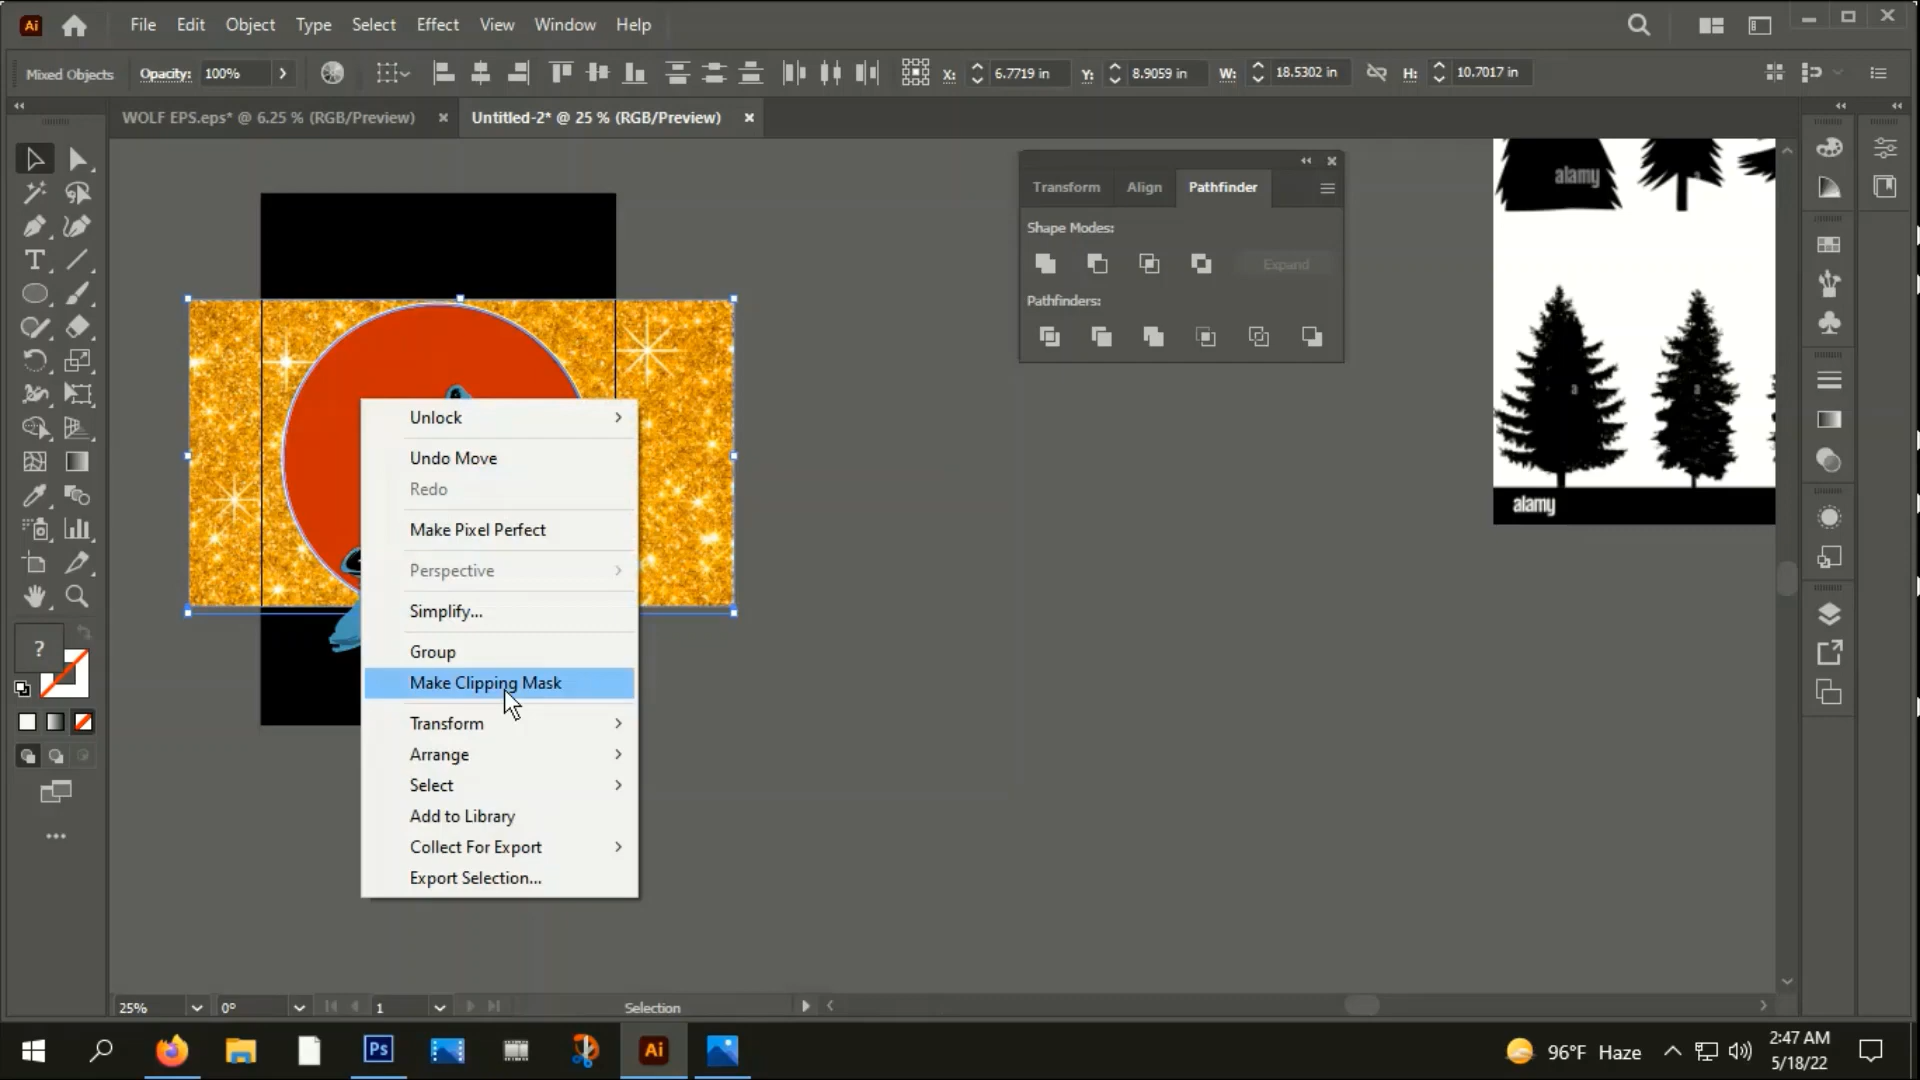 Ai File Edit Object Type Select Effect View Window Help
Mixed Objects Opacity: 100% X: 6.7719 in Y: 8.9059 in W: 18.5302 in H: 10.7017 in
WOLF EPS.eps* @ 6.25 % (RGB/Preview) Untitled-2* @ 25 % (RGB/Preview)
Transform Align Pathfinder
Shape Modes:
Expand
Pathfinders:
alamy
a
a
a
alamy
Unlock
Undo Move
Redo
Make Pixel Perfect
Perspective
Simplify...
Group
Make Clipping Mask
Transform
Arrange
Select
Add to Library
Collect For Export
Export Selection...
?
25% 0° 1 Selection
Ps Ai 96°F Haze 2:47 AM
5/18/22